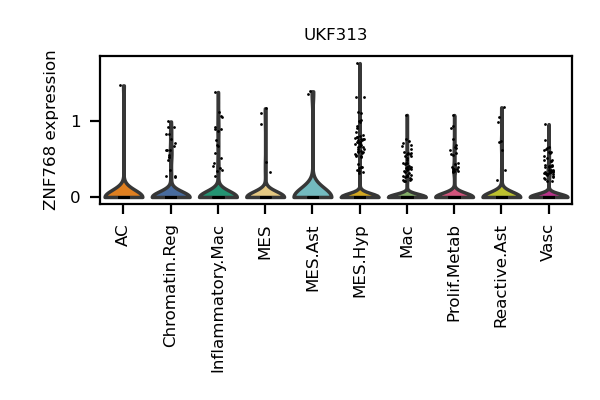 UKF313
ZNF768 expression
1
0
AC
Chromatin.Reg
Inflammatory.Mac
MES
MES.Ast
MES.Hyp
Mac
Prolif.Metab
Reactive.Ast
Vasc